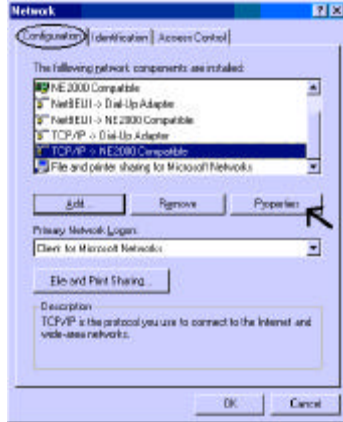 Network
Configuration Identification Access Control
The following network components are installed:
NE2000 Compatible
NetBEUI -> Dial-Up Adapter
NetBEUI -> NE2000 Compatible
TCP/IP -> Dial-Up Adapter
TCP/IP -> NE2000 Compatible
File and printer sharing for Microsoft Networks
Add... Remove Properties
Primary Network Logon:
Client for Microsoft Networks
File and Print Sharing...
Description
TCP/IP is the protocol you use to connect to the Internet and
wide-area networks.
OK Cancel